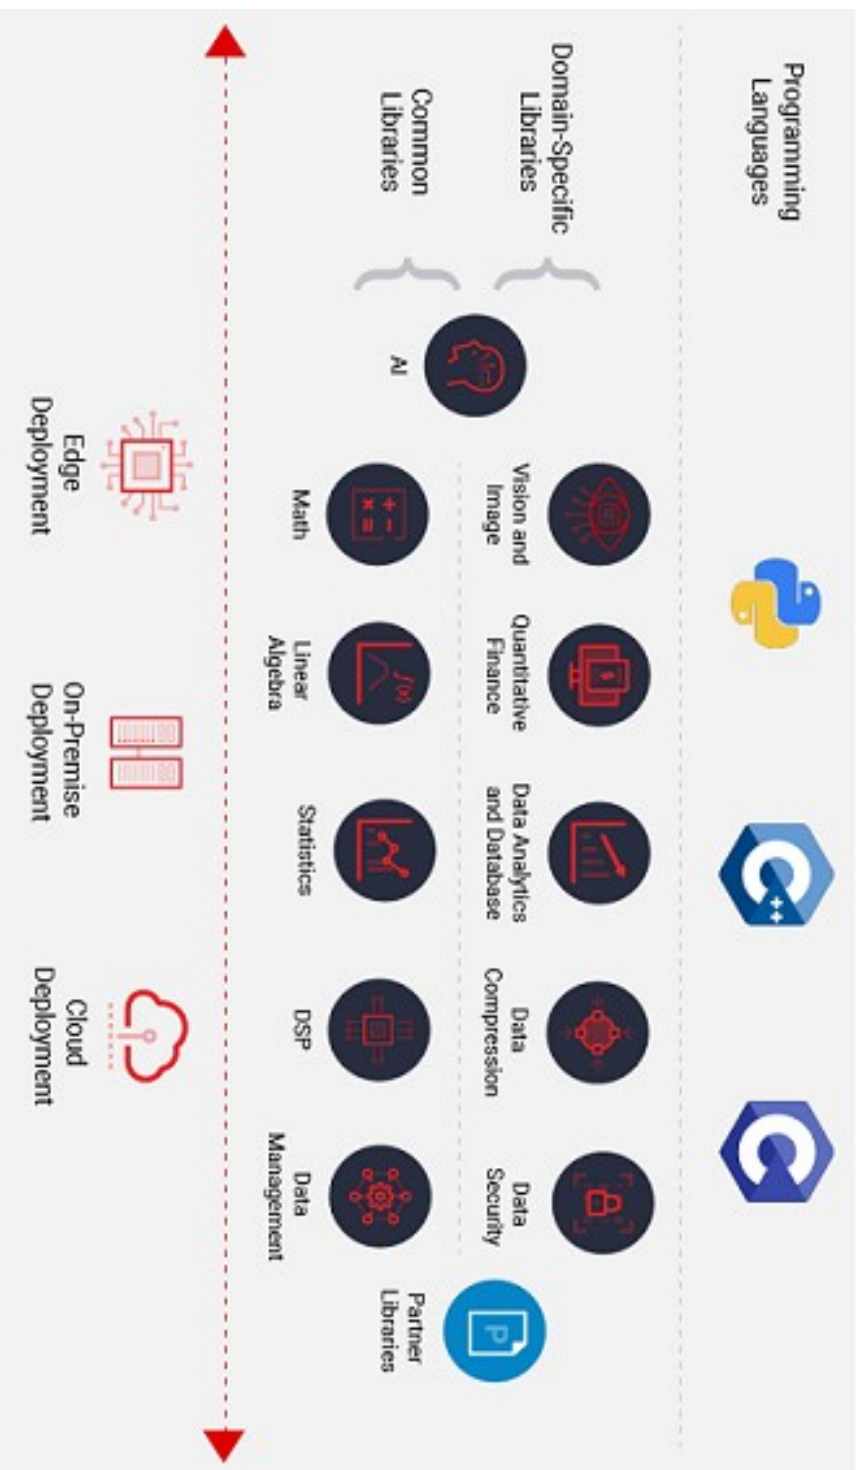 Programming
Languages
C
++
C
Domain-Specific
Libraries
Vision and
Image
Quantitative
Finance
Data Analytics
and Database
Data
Compression
Data
Security
AI
Common
Libraries
f(x)
Math
Linear
Algebra
Statistics
DSP
Data
Management
P
Partner
Libraries
Edge
Deployment
On-Premise
Deployment
Cloud
Deployment